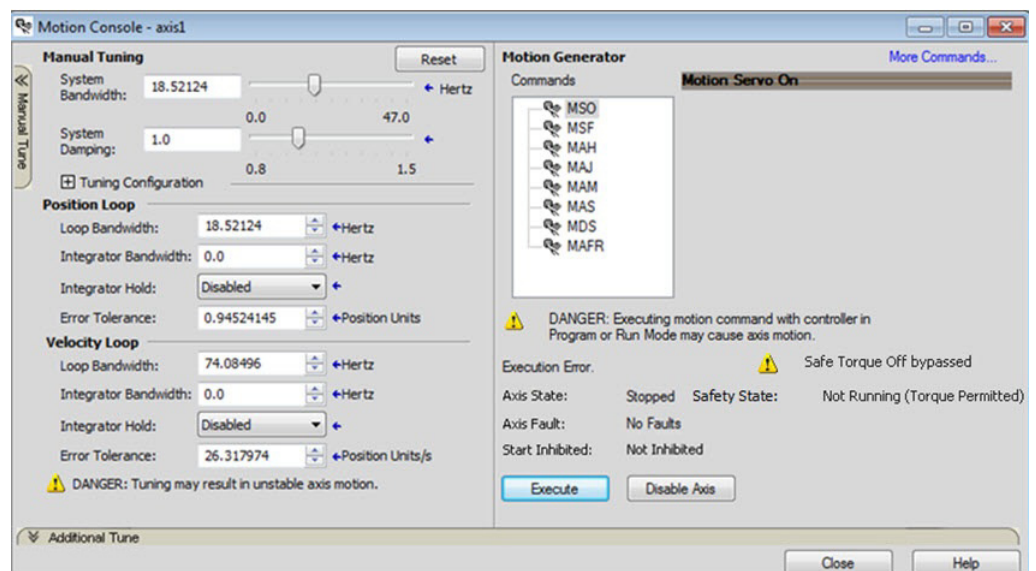 Motion Console - axis1
Manual Tuning
Reset
Manual Tune
System Bandwidth:
18.52124
Hertz
0.0 47.0
System Damping:
1.0
0.8 1.5
Tuning Configuration
Position Loop
Loop Bandwidth: 18.52124 Hertz
Integrator Bandwidth: 0.0 Hertz
Integrator Hold: Disabled
Error Tolerance: 0.94524145 Position Units
Velocity Loop
Loop Bandwidth: 74.08496 Hertz
Integrator Bandwidth: 0.0 Hertz
Integrator Hold: Disabled
Error Tolerance: 26.317974 Position Units/s
DANGER: Tuning may result in unstable axis motion.
Motion Generator
More Commands...
Commands
Motion Servo On
MSO
MSF
MAH
MAJ
MAM
MAS
MDS
MAFR
DANGER: Executing motion command with controller in
Program or Run Mode may cause axis motion.
Execution Error.
Safe Torque Off bypassed
Axis State: Stopped Safety State: Not Running (Torque Permitted)
Axis Fault: No Faults
Start Inhibited: Not Inhibited
Execute Disable Axis
Additional Tune
Close Help